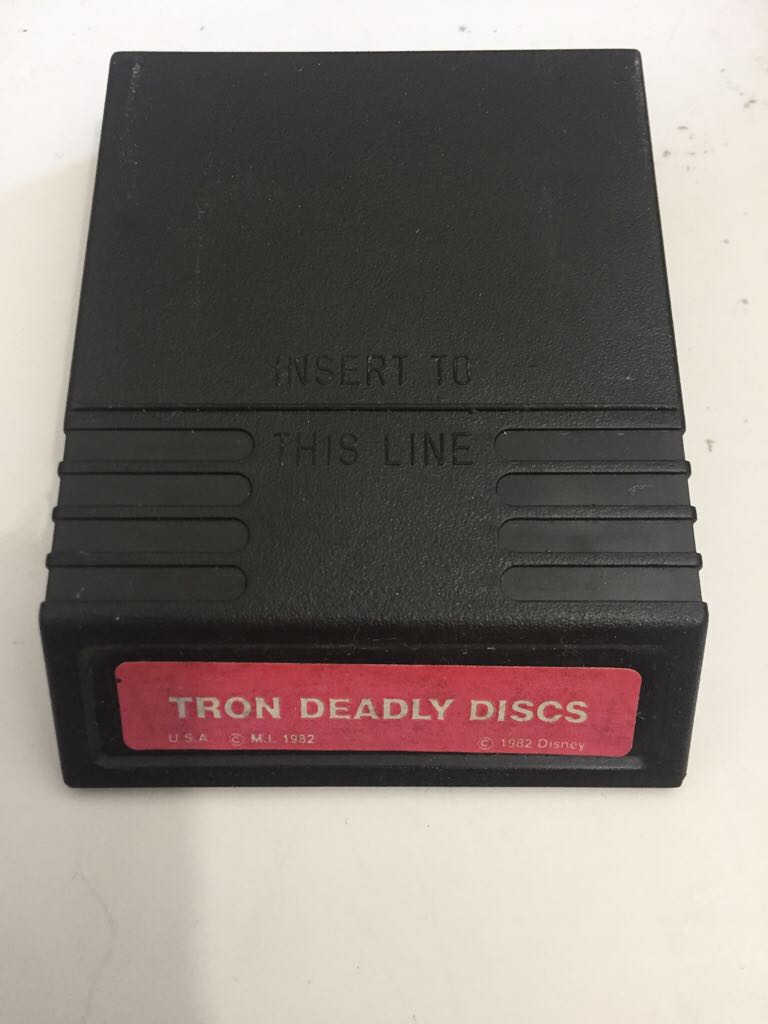 INSERT TO
THIS LINE
TRON DEADLY DISCS
U.S.A. © M.I. 1982 © 1982 Disney